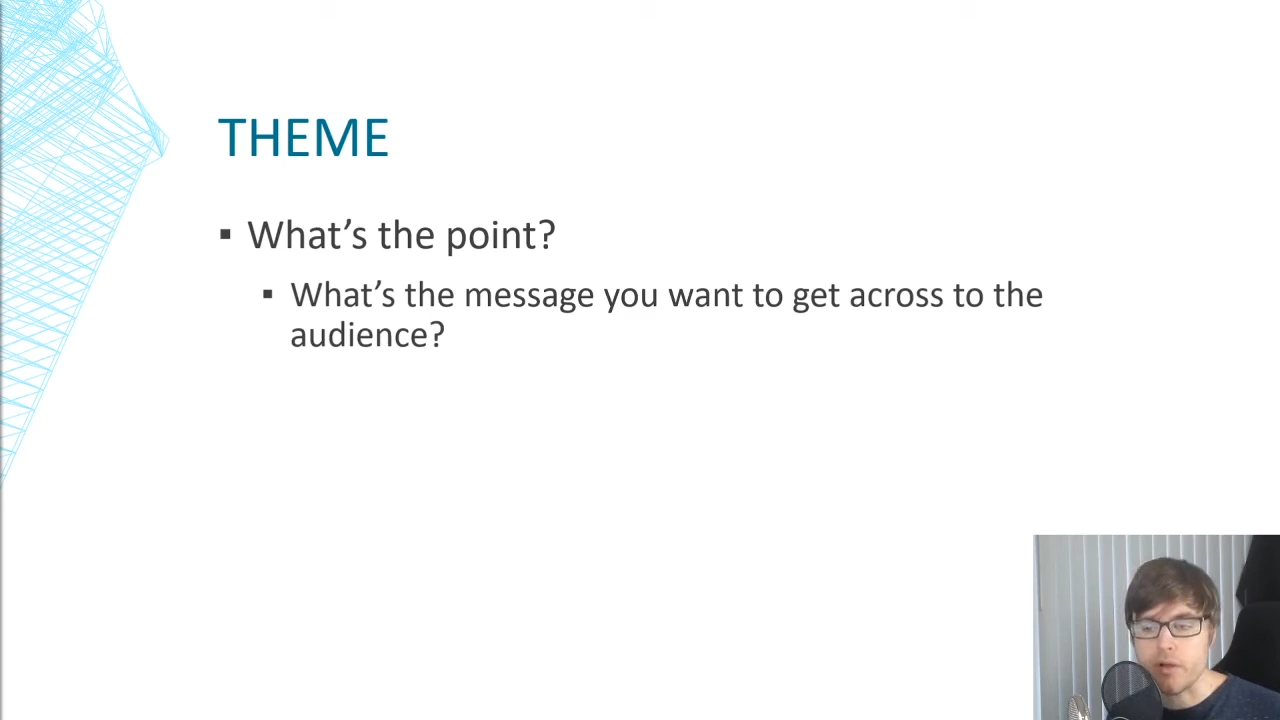 THEME
▪ What’s the point?
▪ What’s the message you want to get across to the
audience?